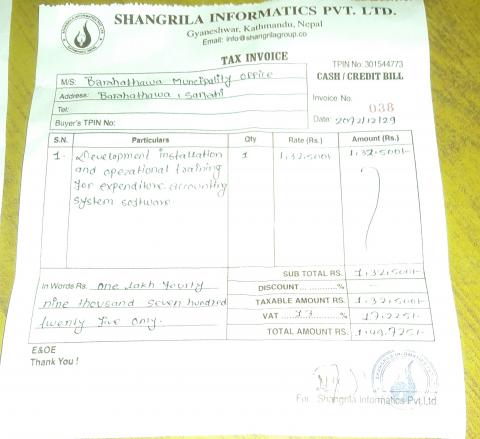 SHANGRILA INFORMATICS PVT. LTD.
Gyaneshwar, Kathmandu, Nepal
Email: info@shangrilagroup.co
TAX INVOICE
TPIN No: 301544773
CASH / CREDIT BILL
M/S: Barahathawa Muncipality office
Address: Barahathawa, Sarlahi
Tel:
Buyer's TPIN No:
Invoice No. 038
Date: 2072/12/29
S.N. Particulars Qty Rate (Rs.) Amount (Rs.)
1- Development installation 1 1,32,500/- 1,32,500/-
and operational training
for expenditure accounting
system software
SUB TOTAL RS. 1,32,500/-
In Words Rs. One lakh fourty
nine thousand seven hundred
twenty five only.
DISCOUNT.............%
TAXABLE AMOUNT RS. 1,32,500/-
VAT ....13....% 17,225/-
TOTAL AMOUNT RS. 1,49,725/-
E&OE
Thank You !
For Shangrila Informatics Pvt.Ltd